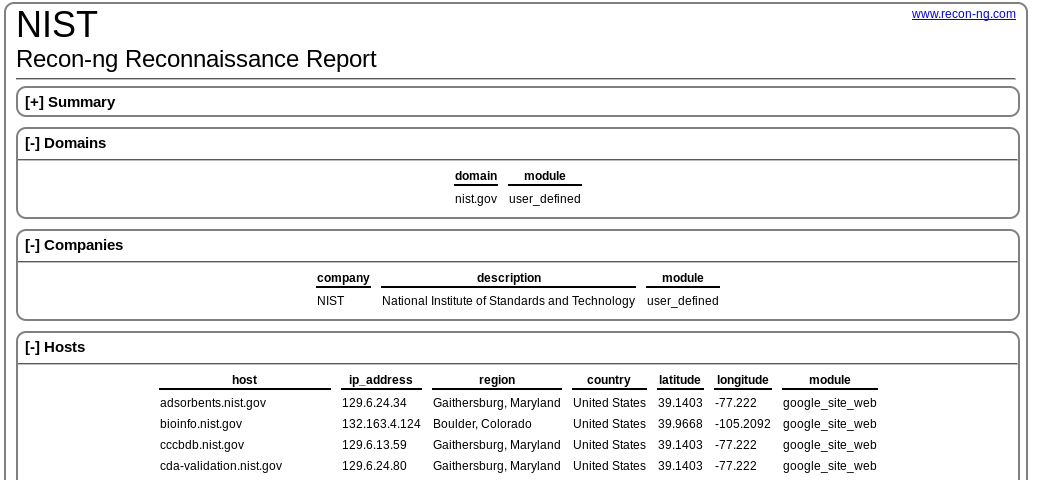 NIST
www.recon-ng.com
Recon-ng Reconnaissance Report
[+] Summary
[-] Domains
domain module
nist.gov user_defined
[-] Companies
company description module
NIST National Institute of Standards and Technology user_defined
[-] Hosts
host ip_address region country latitude longitude module
adsorbents.nist.gov 129.6.24.34 Gaithersburg, Maryland United States 39.1403 -77.222 google_site_web
bioinfo.nist.gov 132.163.4.124 Boulder, Colorado United States 39.9668 -105.2092 google_site_web
cccbdb.nist.gov 129.6.13.59 Gaithersburg, Maryland United States 39.1403 -77.222 google_site_web
cda-validation.nist.gov 129.6.24.80 Gaithersburg, Maryland United States 39.1403 -77.222 google_site_web